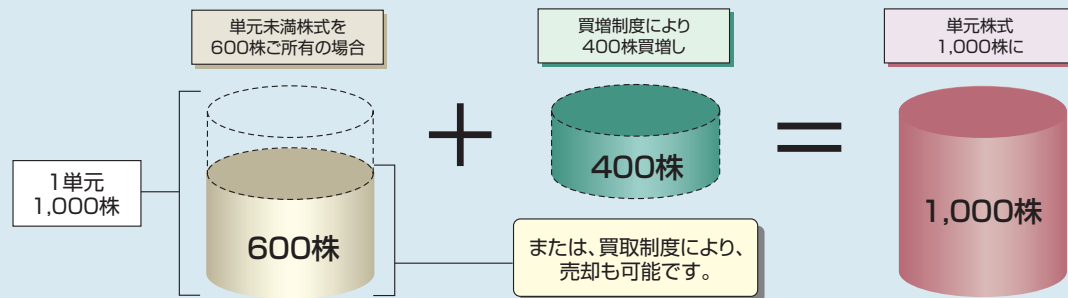 単元未満株式を
600株ご所有の場合
買増制度により
400株買増し
単元株式
1,000株に
1単元
1,000株
600株
+
400株
=
1,000株
または、買取制度により、
売却も可能です。